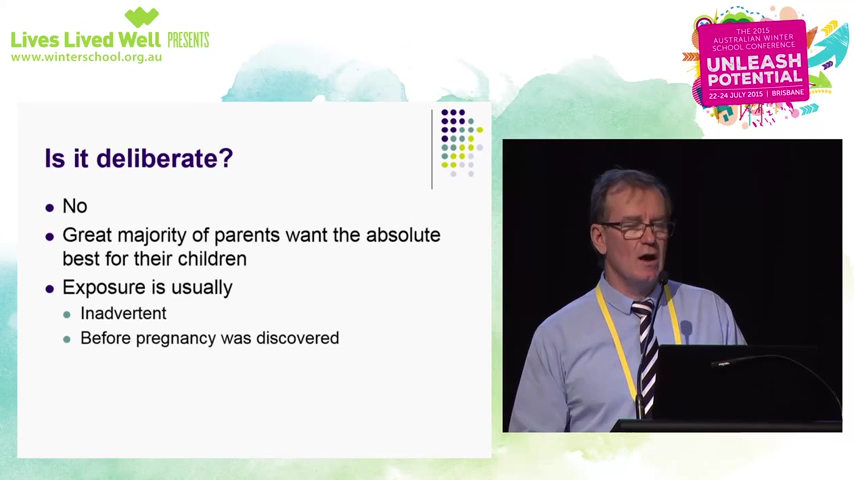 Lives Lived Well PRESENTS
www.winterschool.org.au
THE 2015
AUSTRALIAN WINTER
SCHOOL CONFERENCE
UNLEASH
POTENTIAL
22-24 JULY 2015 | BRISBANE
Is it deliberate?
No
Great majority of parents want the absolute
best for their children
Exposure is usually
Inadvertent
Before pregnancy was discovered